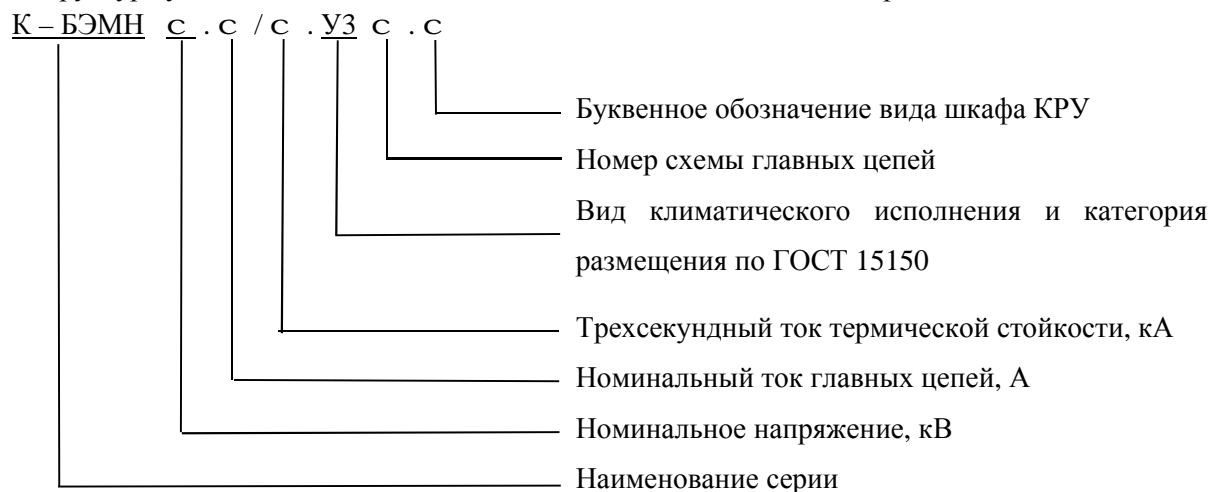 К – БЭМН с . с / с . У3 с . с
Буквенное обозначение вида шкафа КРУ
Номер схемы главных цепей
Вид климатического исполнения и категория
размещения по ГОСТ 15150
Трехсекундный ток термической стойкости, кА
Номинальный ток главных цепей, А
Номинальное напряжение, кВ
Наименование серии